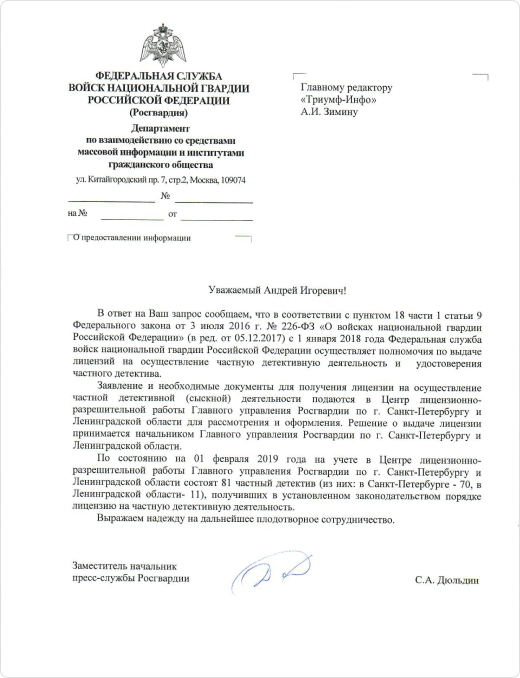 ФЕДЕРАЛЬНАЯ СЛУЖБА
ВОЙСК НАЦИОНАЛЬНОЙ ГВАРДИИ
РОССИЙСКОЙ ФЕДЕРАЦИИ
(Росгвардия)
Департамент
по взаимодействию со средствами
массовой информации и институтами
гражданского общества
ул. Китайгородский пр. 7, стр.2, Москва, 109074
№
на № от
О предоставлении информации
Главному редактору
«Триумф-Инфо»
А.И. Зимину
Уважаемый Андрей Игоревич!
В ответ на Ваш запрос сообщаем, что в соответствии с пунктом 18 части 1 статьи 9
Федерального закона от 3 июля 2016 г. № 226-ФЗ «О войсках национальной гвардии
Российской Федерации» (в ред. от 05.12.2017) с 1 января 2018 года Федеральная служба
войск национальной гвардии Российской Федерации осуществляет полномочия по выдаче
лицензий на осуществление частную детективную деятельность и удостоверения
частного детектива.
Заявление и необходимые документы для получения лицензии на осуществление
частной детективной (сыскной) деятельности подаются в Центр лицензионно-
разрешительной работы Главного управления Росгвардии по г. Санкт-Петербургу и
Ленинградской области для рассмотрения и оформления. Решение о выдаче лицензии
принимается начальником Главного управления Росгвардии по г. Санкт-Петербургу и
Ленинградской области.
По состоянию на 01 февраля 2019 на учете в Центре лицензионно-
разрешительной работы Главного управления Росгвардии по г. Санкт-Петербургу и
Ленинградской области состоят 81 частный детектив (из них: в Санкт-Петербурге - 70, в
Ленинградской области- 11), получивших в установленном законодательством порядке
лицензию на частную детективную деятельность.
Выражаем надежду на дальнейшее плодотворное сотрудничество.
Заместитель начальник
пресс-службы Росгвардии
С.А. Дюльдин